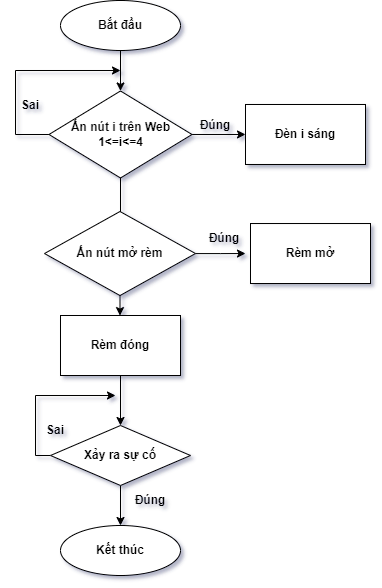 Bắt đầu
Sai
Ấn nút i trên Web
1<=i<=4
Đúng
Đèn i sáng
Ấn nút mở rèm
Đúng
Rèm mở
Rèm đóng
Sai
Xảy ra sự cố
Đúng
Kết thúc